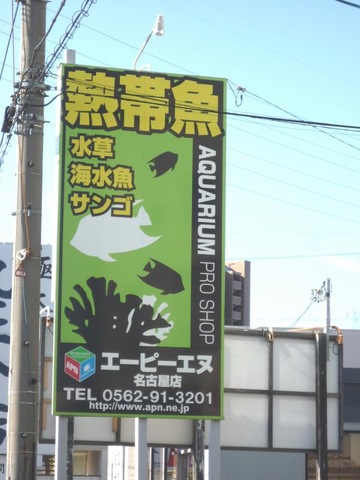 熱帯魚
水草
海水魚
サンゴ
AQUARIUM PRO SHOP
APN
エーピーエヌ
名古屋店
TEL 0562-91-3201
http://www.apn.ne.jp